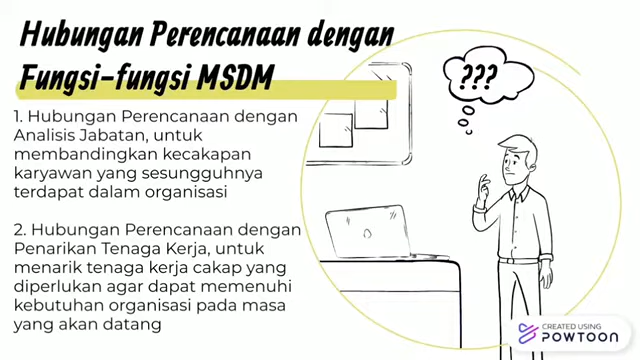 Hubungan Perencanaan dengan
Fungsi-fungsi MSDM
???
1. Hubungan Perencanaan dengan
Analisis Jabatan, untuk
membandingkan kecakapan
karyawan yang sesungguhnya
terdapat dalam organisasi
2. Hubungan Perencanaan dengan
Penarikan Tenaga Kerja, untuk
menarik tenaga kerja cakap yang
diperlukan agar dapat memenuhi
kebutuhan organisasi pada masa
yang akan datang
CREATED USING
POWTOON